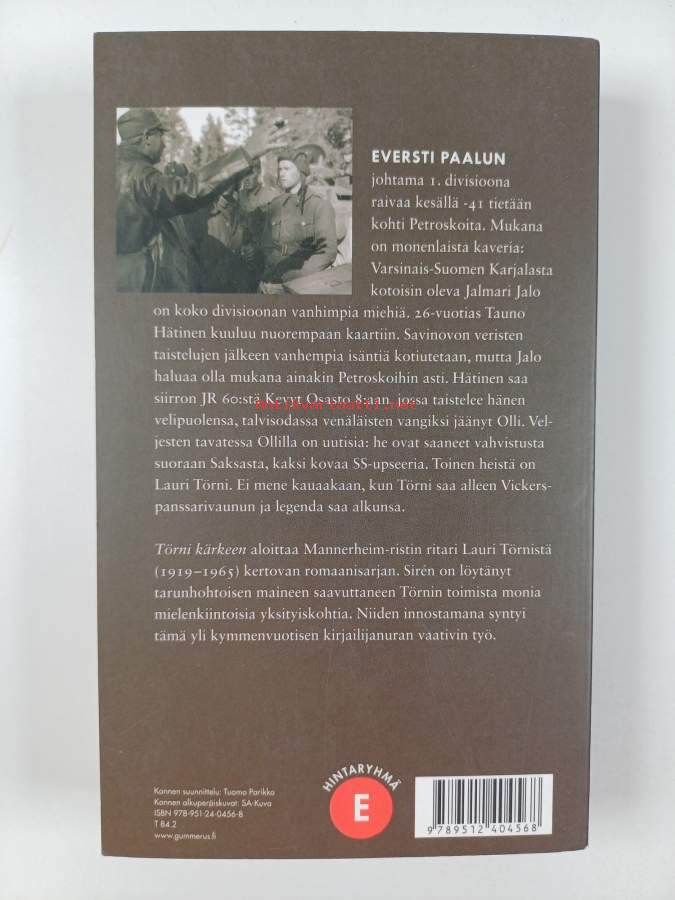 EVERSTI PAALUN
johtama 1. divisioona
raivaa kesällä -41 tietään
kohti Petroskoita. Mukana
on monenlaista kaveria:
Varsinais-Suomen Karjalasta
kotoisin oleva Jalmari Jalo
on koko divisioonan vanhimpia miehiä. 26-vuotias Tauno
Hätinen kuuluu nuorempaan kaartiin. Savinovon veristen
taistelujen jälkeen vanhempia isäntiä kotiutetaan, mutta Jalo
haluaa olla mukana ainakin Petroskoihin asti. Hätinen saa
siirron JR 60:stä Kevyt Osasto 8:aan, jossa taistelee hänen
velipuolensa, talvisodassa venäläisten vangiksi jäänyt Olli. Vel-
jesten tavatessa Ollilla on uutisia: he ovat saaneet vahvistusta
suoraan Saksasta, kaksi kovaa SS-upseeria. Toinen heistä on
Lauri Törni. Ei mene kauaakaan, kun Törni saa alleen Vickers-
panssarivaunun ja legenda saa alkunsa.
Törni kärkeen aloittaa Mannerheim-ristin ritari Lauri Törnistä
(1919–1965) kertovan romaanisarjan. Sirén on löytänyt
tarunhohtoisen maineen saavuttaneen Törnin toimista monia
mielenkiintoisia yksityiskohtia. Niiden innostamana syntyi
tämä yli kymmenvuotisen kirjailijanuran vaativin työ.
Kannen suunnittelu: Tuomo Parikka
Kannen alkuperäiskuvat: SA-Kuva
ISBN 978-951-24-0456-8
T 84.2
www.gummerus.fi
HINTARYHMÄ
E
9 789512 404568